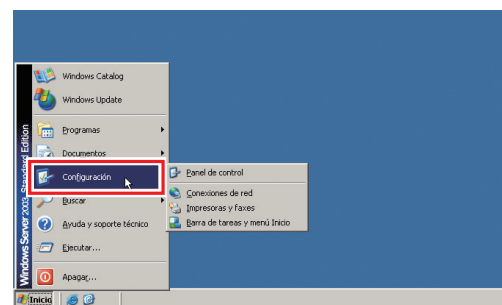 Windows Catalog
Windows Update
Programas
Documentos
Configuración
Buscar
Ayuda y soporte técnico
Ejecutar...
Apagar...
Panel de control
Conexiones de red
Impresoras y faxes
Barra de tareas y menú Inicio
Windows Server 2003 Standard Edition
Inicio